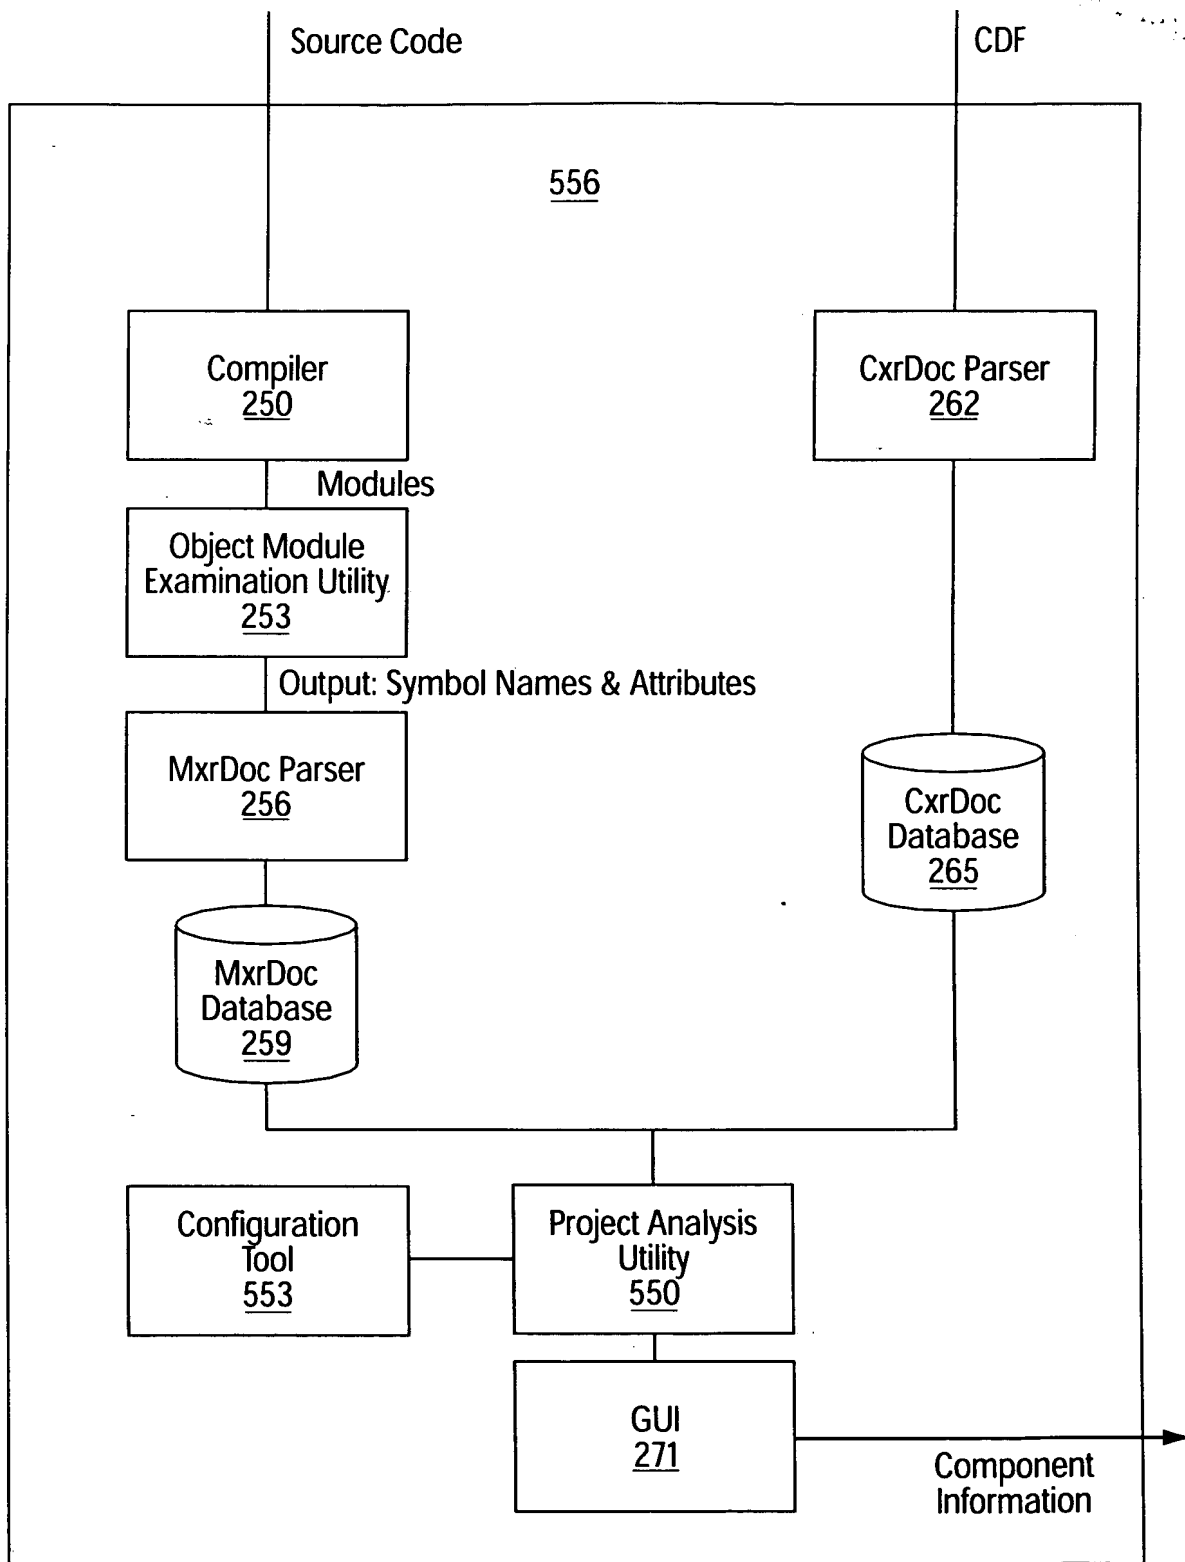 Source Code
CDF
556
Compiler
250
CxrDoc Parser
262
Modules
Object Module
Examination Utility
253
Output: Symbol Names & Attributes
MxrDoc Parser
256
CxrDoc
Database
265
MxrDoc
Database
259
Configuration
Tool
553
Project Analysis
Utility
550
GUI
271
Component
Information